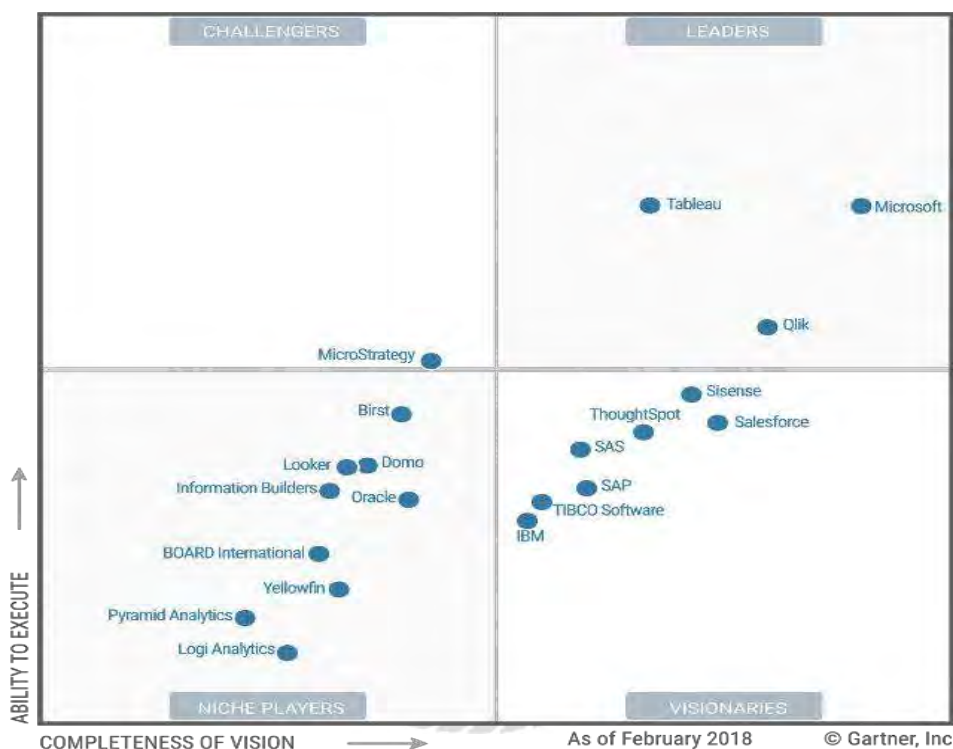 CHALLENGERS
LEADERS
Tableau
Microsoft
Qlik
MicroStrategy
Birst
Sisense
ThoughtSpot
Salesforce
SAS
Looker
Domo
Information Builders
Oracle
SAP
TIBCO Software
IBM
BOARD International
Yellowfin
Pyramid Analytics
Logi Analytics
NICHE PLAYERS
VISIONARIES
ABILITY TO EXECUTE
COMPLETENESS OF VISION
As of February 2018
© Gartner, Inc